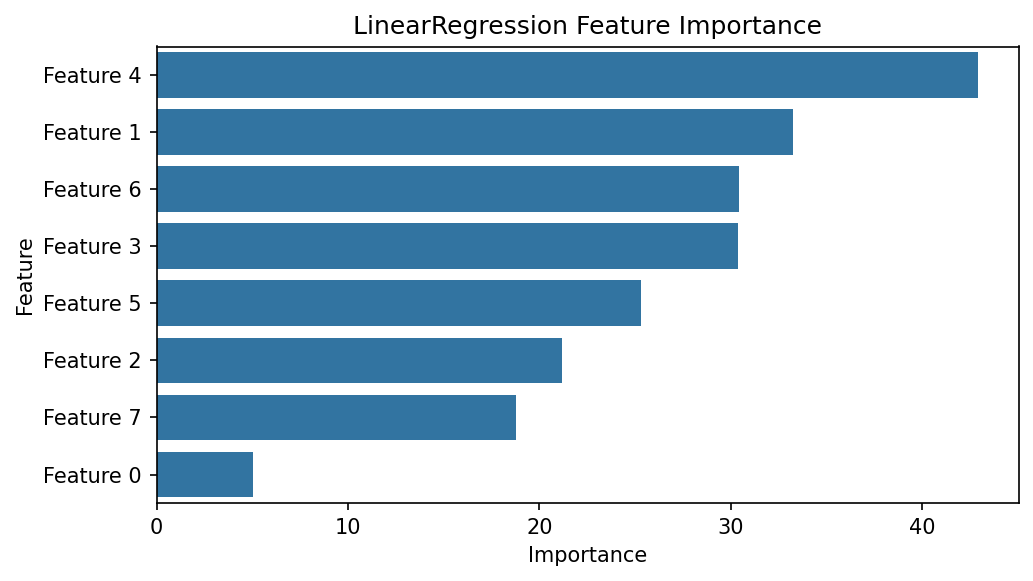 LinearRegression Feature Importance
Feature 4
Feature 1
Feature 6
Feature 3
Feature 5
Feature 2
Feature 7
Feature 0
Feature
0 10 20 30 40
Importance